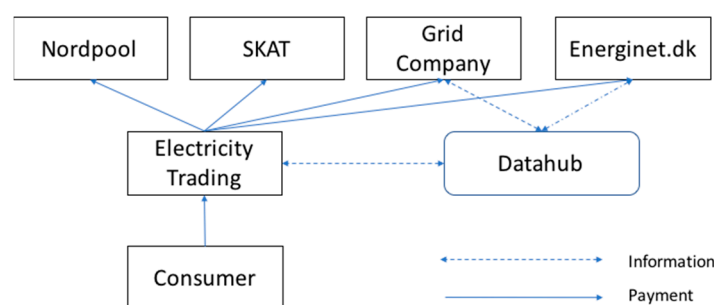 Nordpool
SKAT
Grid
Company
Energinet.dk
Electricity
Trading
Datahub
Consumer
Information
Payment